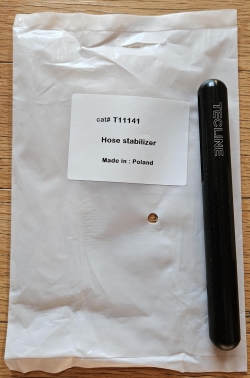 cat# T11141
Hose stabilizer
Made in : Poland
TECLINE